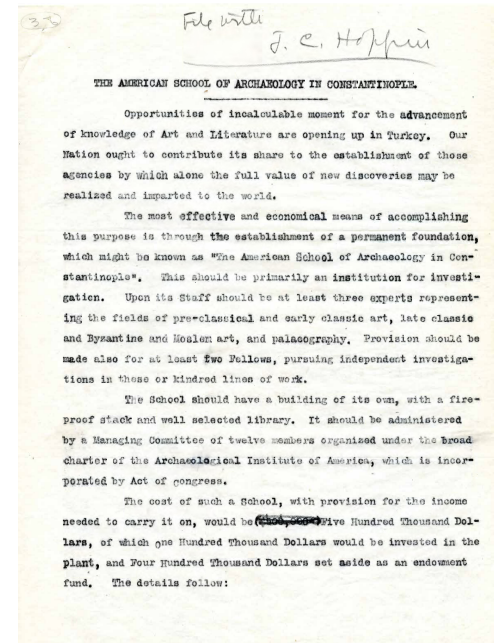 3,3
File with
J. C. Hoppin
THE AMERICAN SCHOOL OF ARCHAEOLOGY IN CONSTANTINOPLE.
Opportunities of incalculable moment for the advancement
of knowledge of Art and Literature are opening up in Turkey. Our
Nation ought to contribute its share to the establishment of those
agencies by which alone the full value of new discoveries may be
realized and imparted to the world.
The most effective and economical means of accomplishing
this purpose is through the establishment of a permanent foundation,
which might be known as "The American School of Archaeology in Con-
stantinople". This should be primarily an institution for investi-
gation. Upon its Staff should be at least three experts represent-
ing the fields of pre-classical and early classic art, late classic
and Byzantine and Moslem art, and palaeography. Provision should be
made also for at least two Fellows, pursuing independent investiga-
tions in these or kindred lines of work.
The School should have a building of its own, with a fire-
proof stack and well selected library. It should be administered
by a Managing Committee of twelve members organized under the broad
charter of the Archaeological Institute of America, which is incor-
porated by Act of Congress.
The cost of such a School, with provision for the income
needed to carry it on, would be Five Hundred Thousand Dol-
lars, of which One Hundred Thousand Dollars would be invested in the
plant, and Four Hundred Thousand Dollars set aside as an endowment
fund. The details follow: